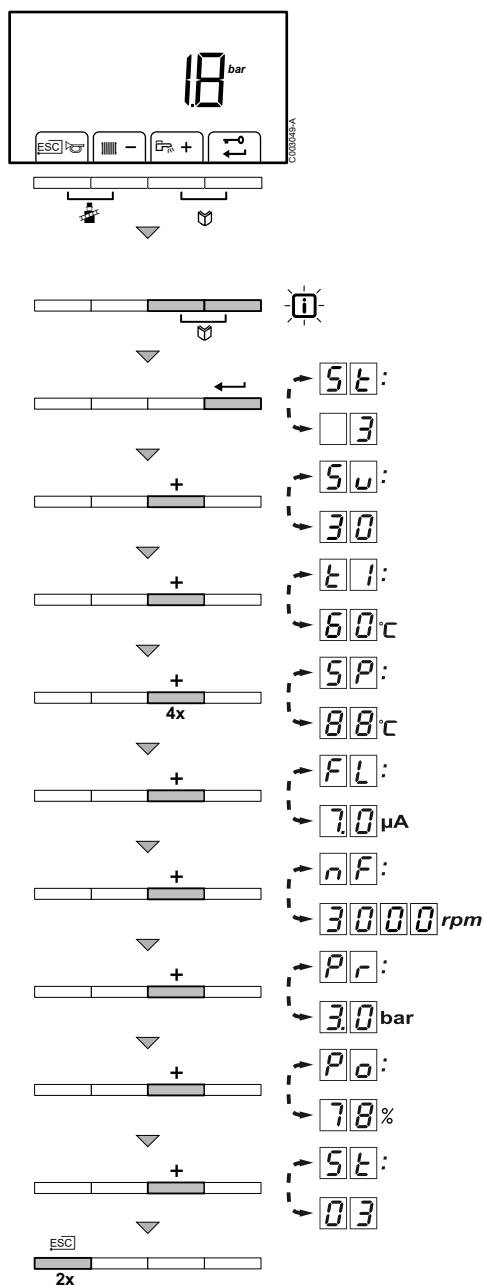 1.8 bar
ESC - +
C003049-A
i
St:
3
+
Su:
30
+
t1:
60 °C
+
4x
SP:
88 °C
+
FL:
7.0 µA
+
nF:
3000 rpm
+
Pr:
3.0 bar
+
Po:
78 %
+
St:
03
ESC
2x